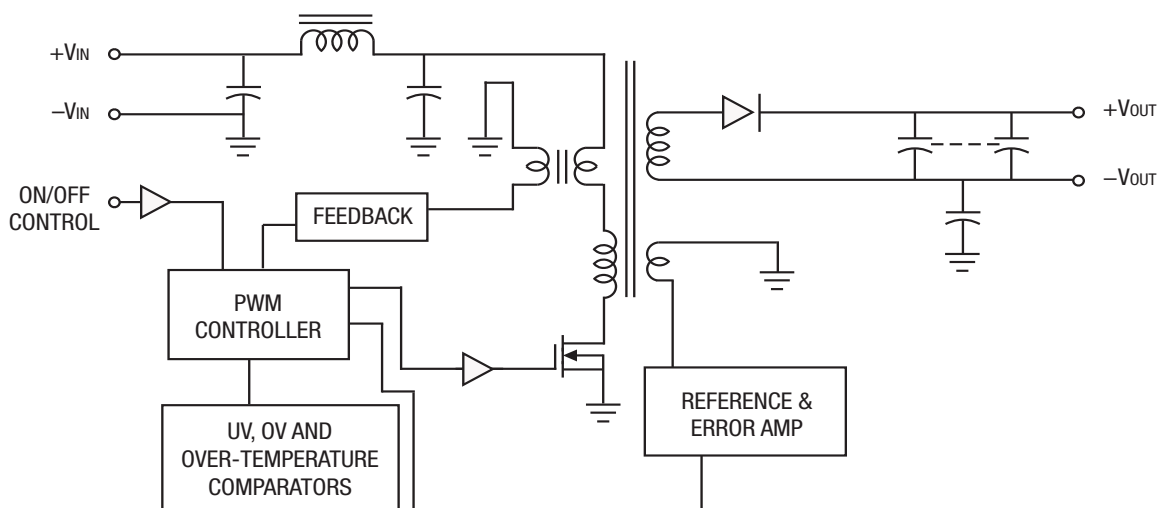 +VIN
–VIN
+VOUT
–VOUT
ON/OFF
CONTROL
FEEDBACK
PWM
CONTROLLER
REFERENCE &
ERROR AMP
UV, OV AND
OVER-TEMPERATURE
COMPARATORS